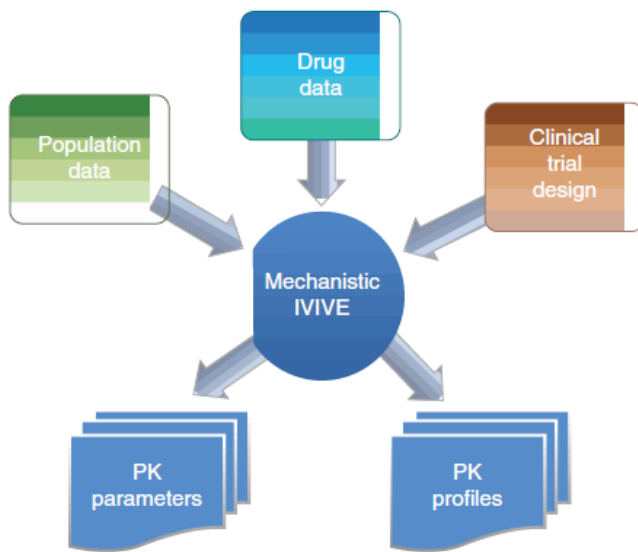 Drug
data
Population
data
Clinical
trial
design
Mechanistic
IVIVE
PK
parameters
PK
profiles